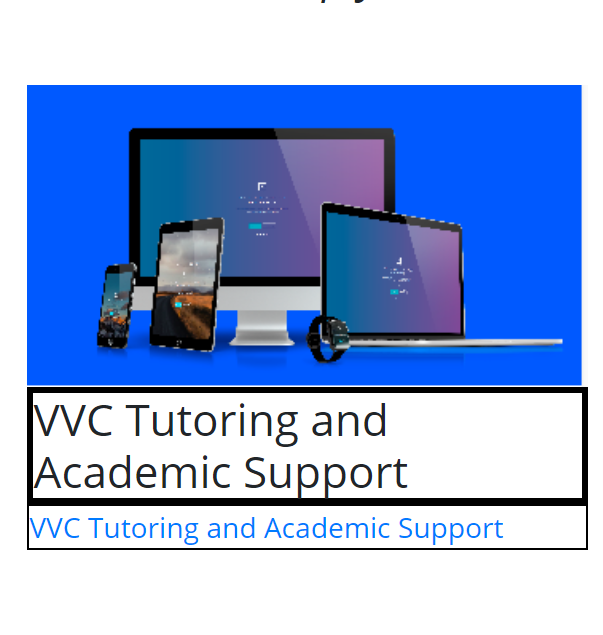 VVC Tutoring and
Academic Support
VVC Tutoring and Academic Support